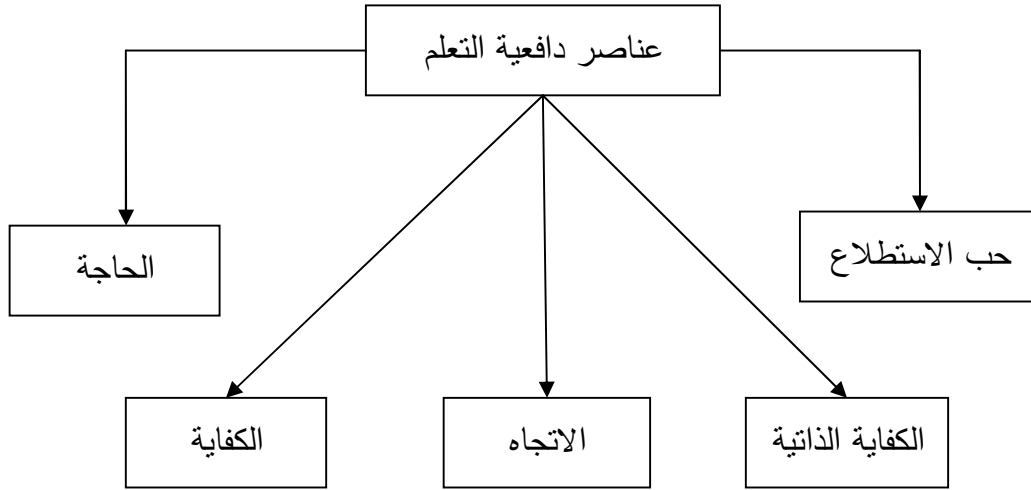 عناصر دافعية التعلم
حب الاستطلاع
الحاجة
الكفاية الذاتية
الاتجاه
الكفاية